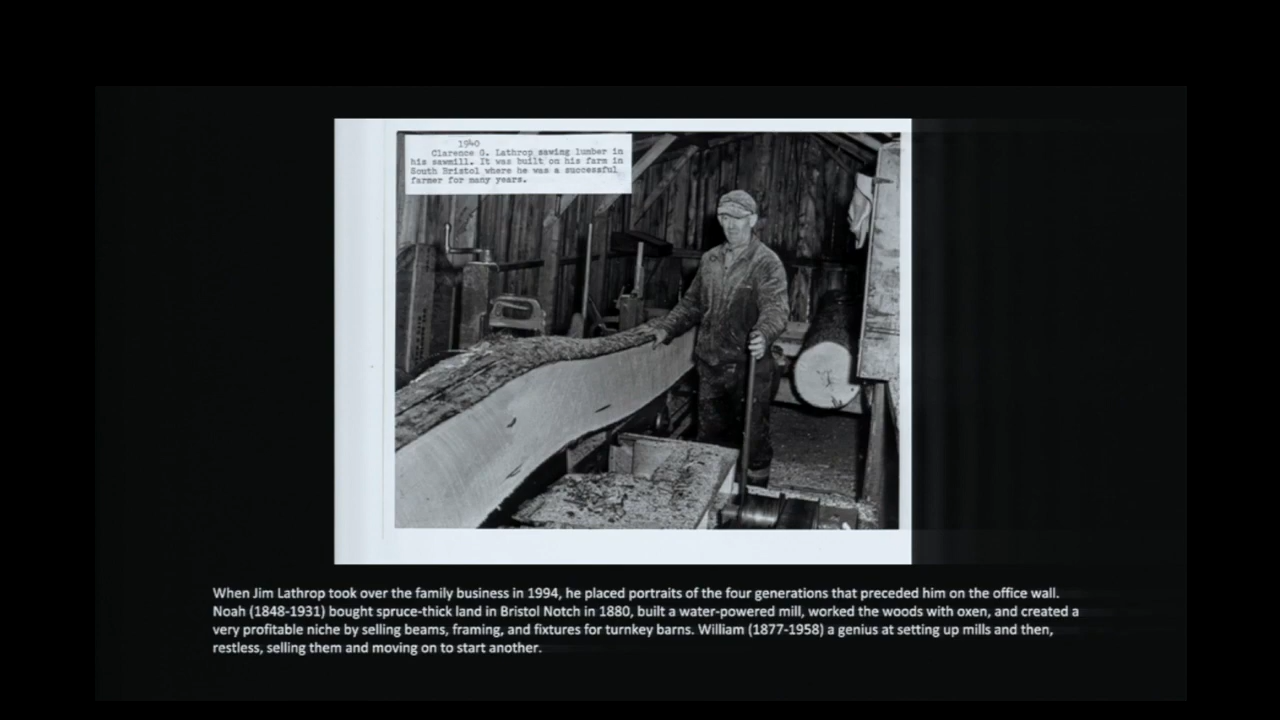 1940
Clarence G. Lathrop sawing lumber in
his sawmill. It was built on his farm in
South Bristol where he was a successful
farmer for many years.
When Jim Lathrop took over the family business in 1994, he placed portraits of the four generations that preceded him on the office wall.
Noah (1848-1931) bought spruce-thick land in Bristol Notch in 1880, built a water-powered mill, worked the woods with oxen, and created a
very profitable niche by selling beams, framing, and fixtures for turnkey barns. William (1877-1958) a genius at setting up mills and then,
restless, selling them and moving on to start another.